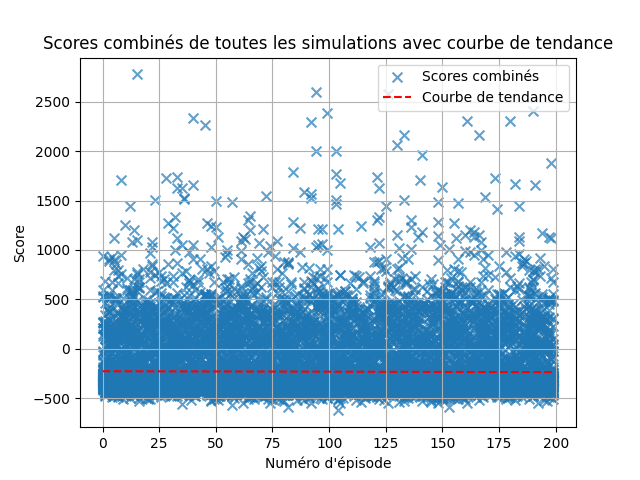 Scores combinés de toutes les simulations avec courbe de tendance
Scores combinés
Courbe de tendance
2500
2000
1500
1000
500
0
−500
Score
0 25 50 75 100 125 150 175 200
Numéro d'épisode